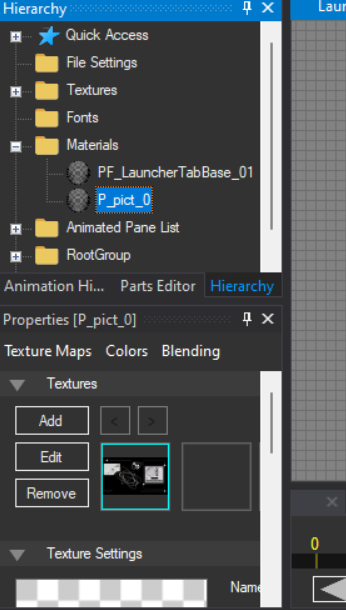 Hierarchy
Laun
Quick Access
File Settings
Textures
Fonts
Materials
PF_LauncherTabBase_01
P_pict_0
Animated Pane List
RootGroup
Animation Hi... Parts Editor Hierarchy
Properties [P_pict_0]
Texture Maps Colors Blending
Textures
Add < >
Edit
Remove
Texture Settings
0
Name